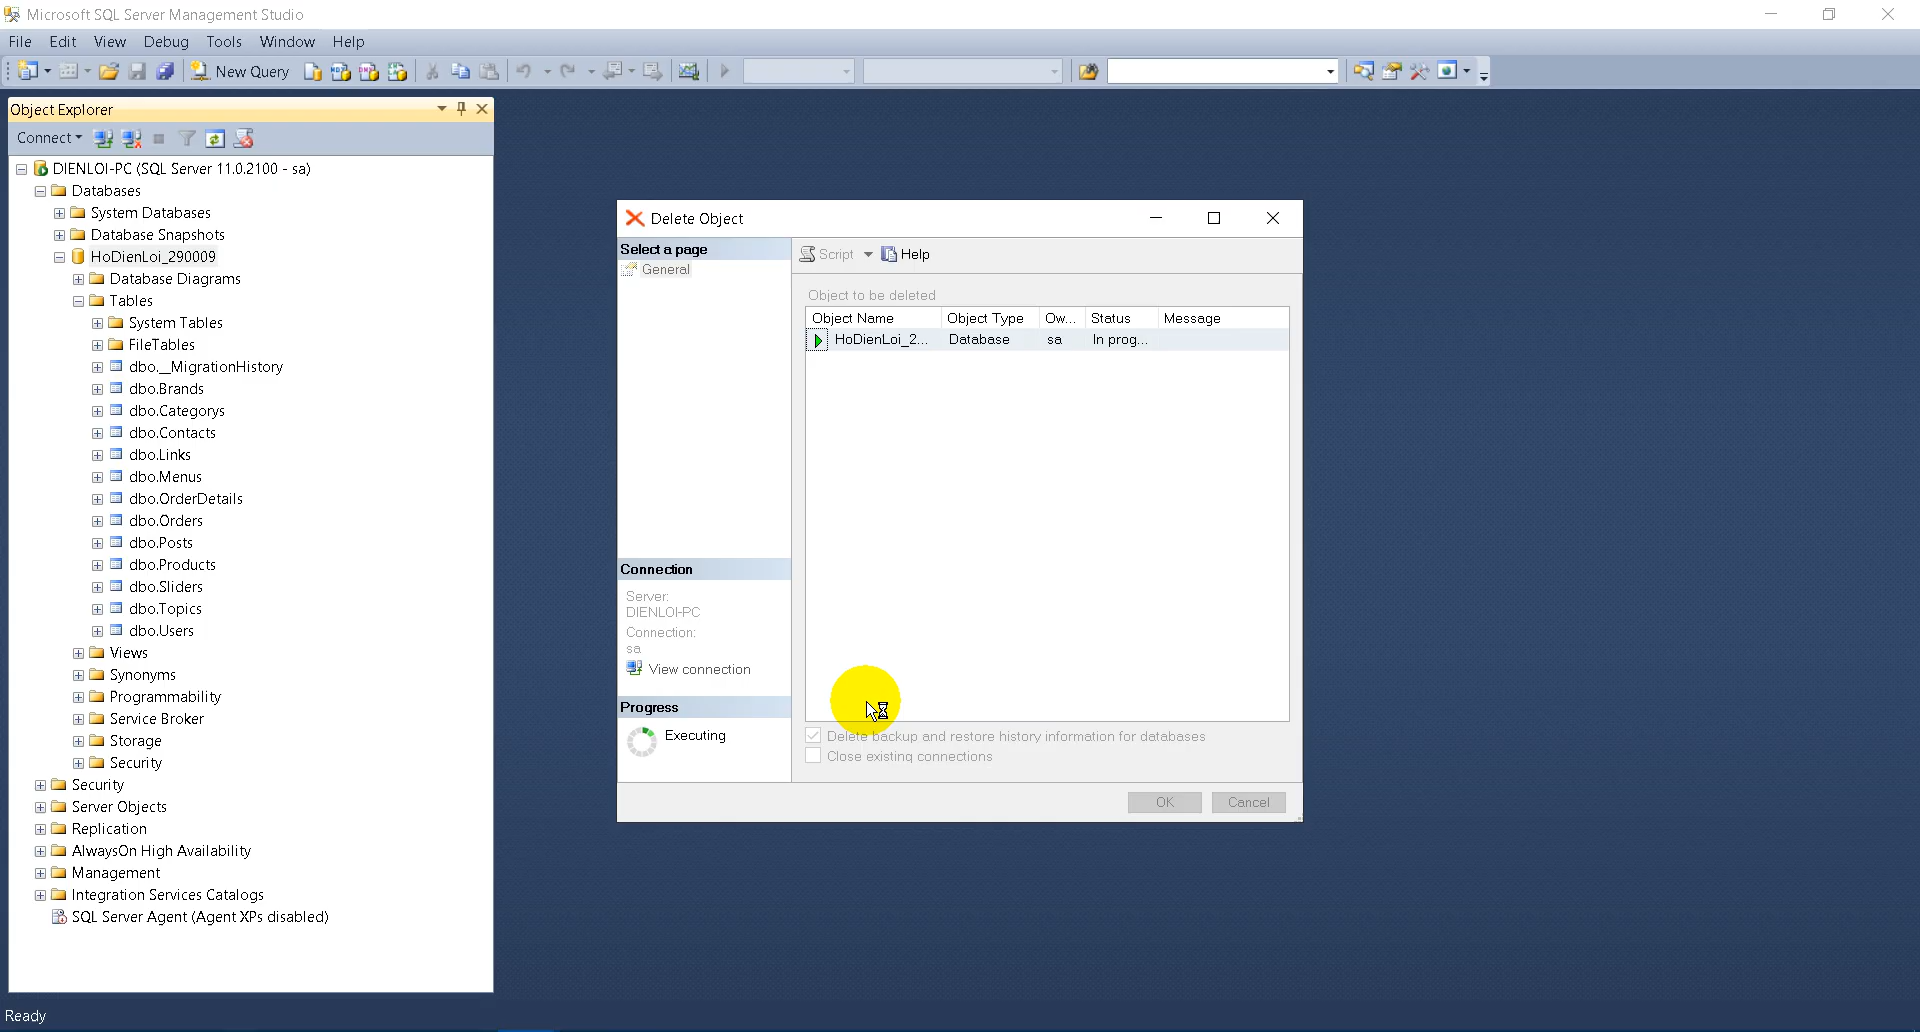 Microsoft SQL Server Management Studio
File Edit View Debug Tools Window Help
New Query
Object Explorer
Connect
DIENLOI-PC (SQL Server 11.0.2100 - sa)
Databases
System Databases
Database Snapshots
HoDienLoi_290009
Database Diagrams
Tables
System Tables
FileTables
dbo.__MigrationHistory
dbo.Brands
dbo.Categorys
dbo.Contacts
dbo.Links
dbo.Menus
dbo.OrderDetails
dbo.Orders
dbo.Posts
dbo.Products
dbo.Sliders
dbo.Topics
dbo.Users
Views
Synonyms
Programmability
Service Broker
Storage
Security
Security
Server Objects
Replication
AlwaysOn High Availability
Management
Integration Services Catalogs
SQL Server Agent (Agent XPs disabled)
Delete Object
Select a page
General
Connection
Server:
DIENLOI-PC
Connection:
sa
View connection
Progress
Executing
Script Help
Object to be deleted
Object Name Object Type Ow... Status Message
HoDienLoi_2... Database sa In prog...
Delete backup and restore history information for databases
Close existing connections
OK Cancel
Ready